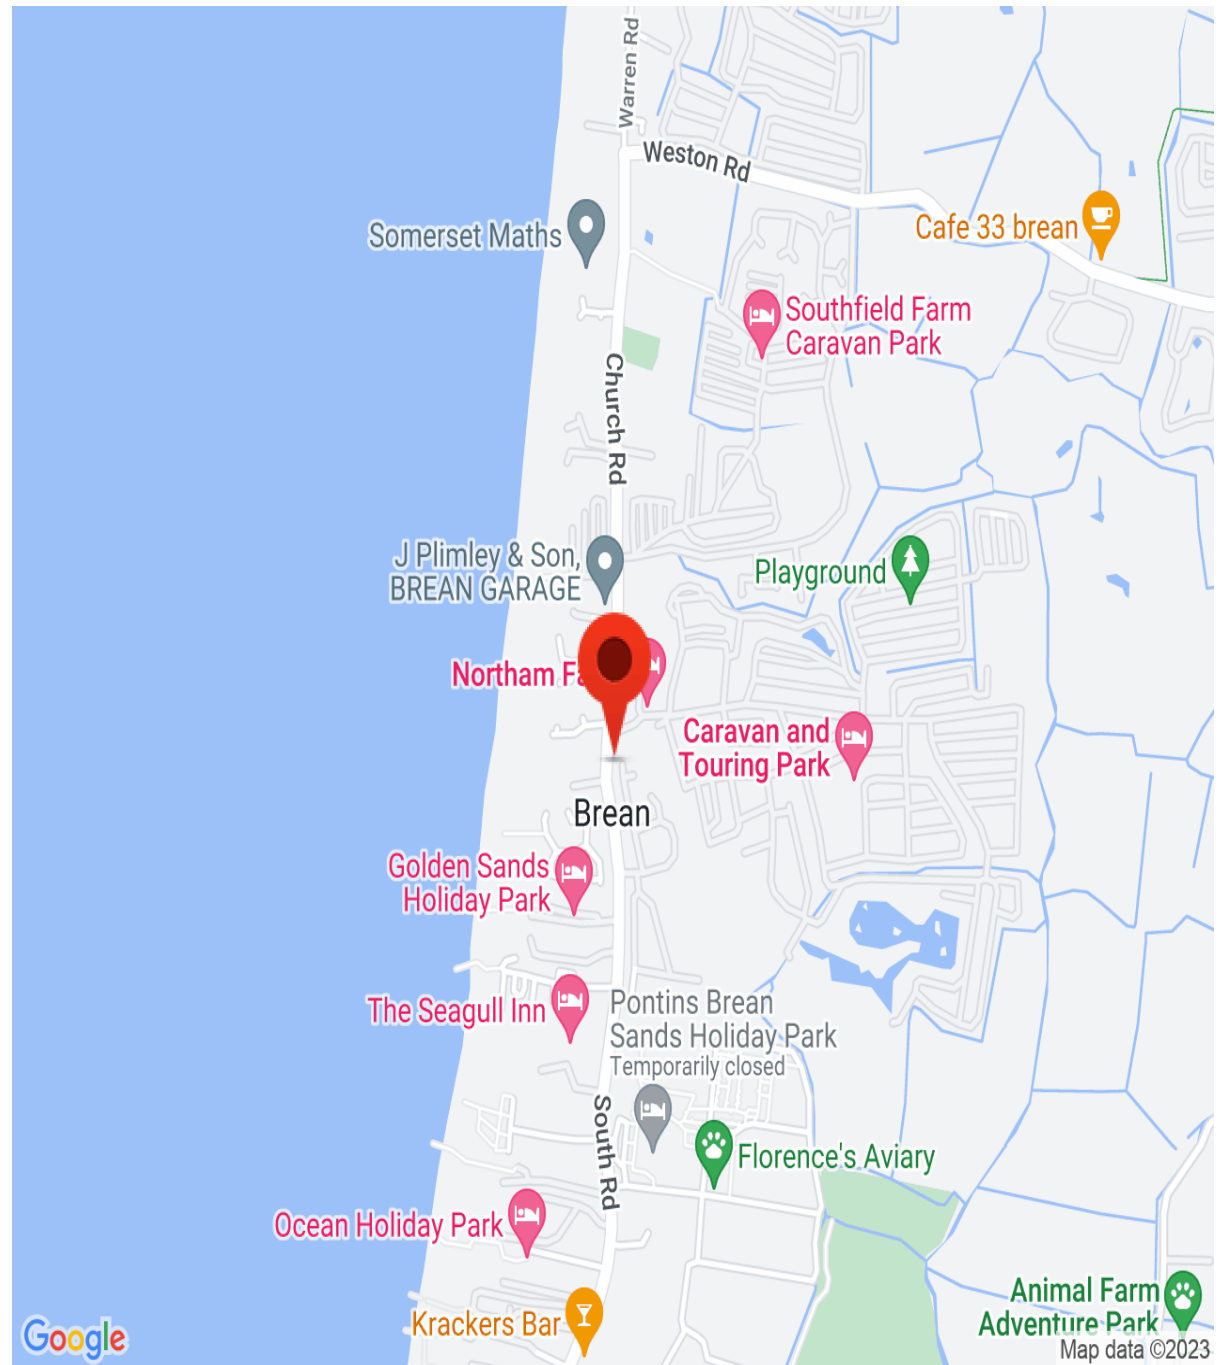 Warren Rd
Weston Rd
Somerset Maths
Cafe 33 brean
Southfield Farm
Caravan Park
Church Rd
J Plimley & Son,
BREAN GARAGE
Playground
Northam
Caravan and
Touring Park
Brean
Golden Sands
Holiday Park
The Seagull Inn
Pontins Brean
Sands Holiday Park
Temporarily closed
South Rd
Florence's Aviary
Ocean Holiday Park
Animal Farm
Adventure Park
Krackers Bar
Google
Map data ©2023